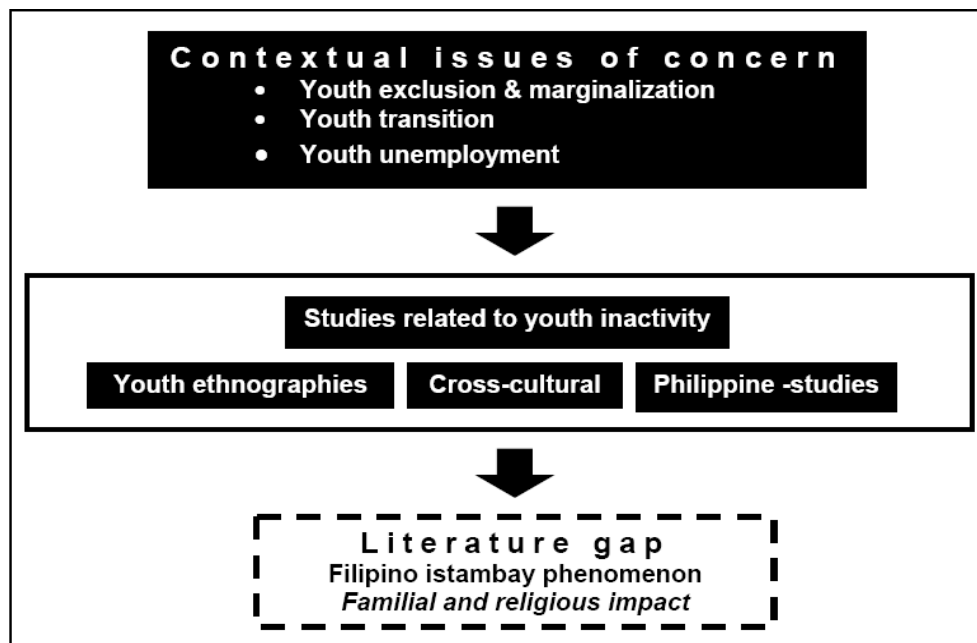 Contextual issues of concern
• Youth exclusion & marginalization
• Youth transition
• Youth unemployment
Studies related to youth inactivity
Youth ethnographies
Cross-cultural
Philippine -studies
Literature gap
Filipino istambay phenomenon
Familial and religious impact